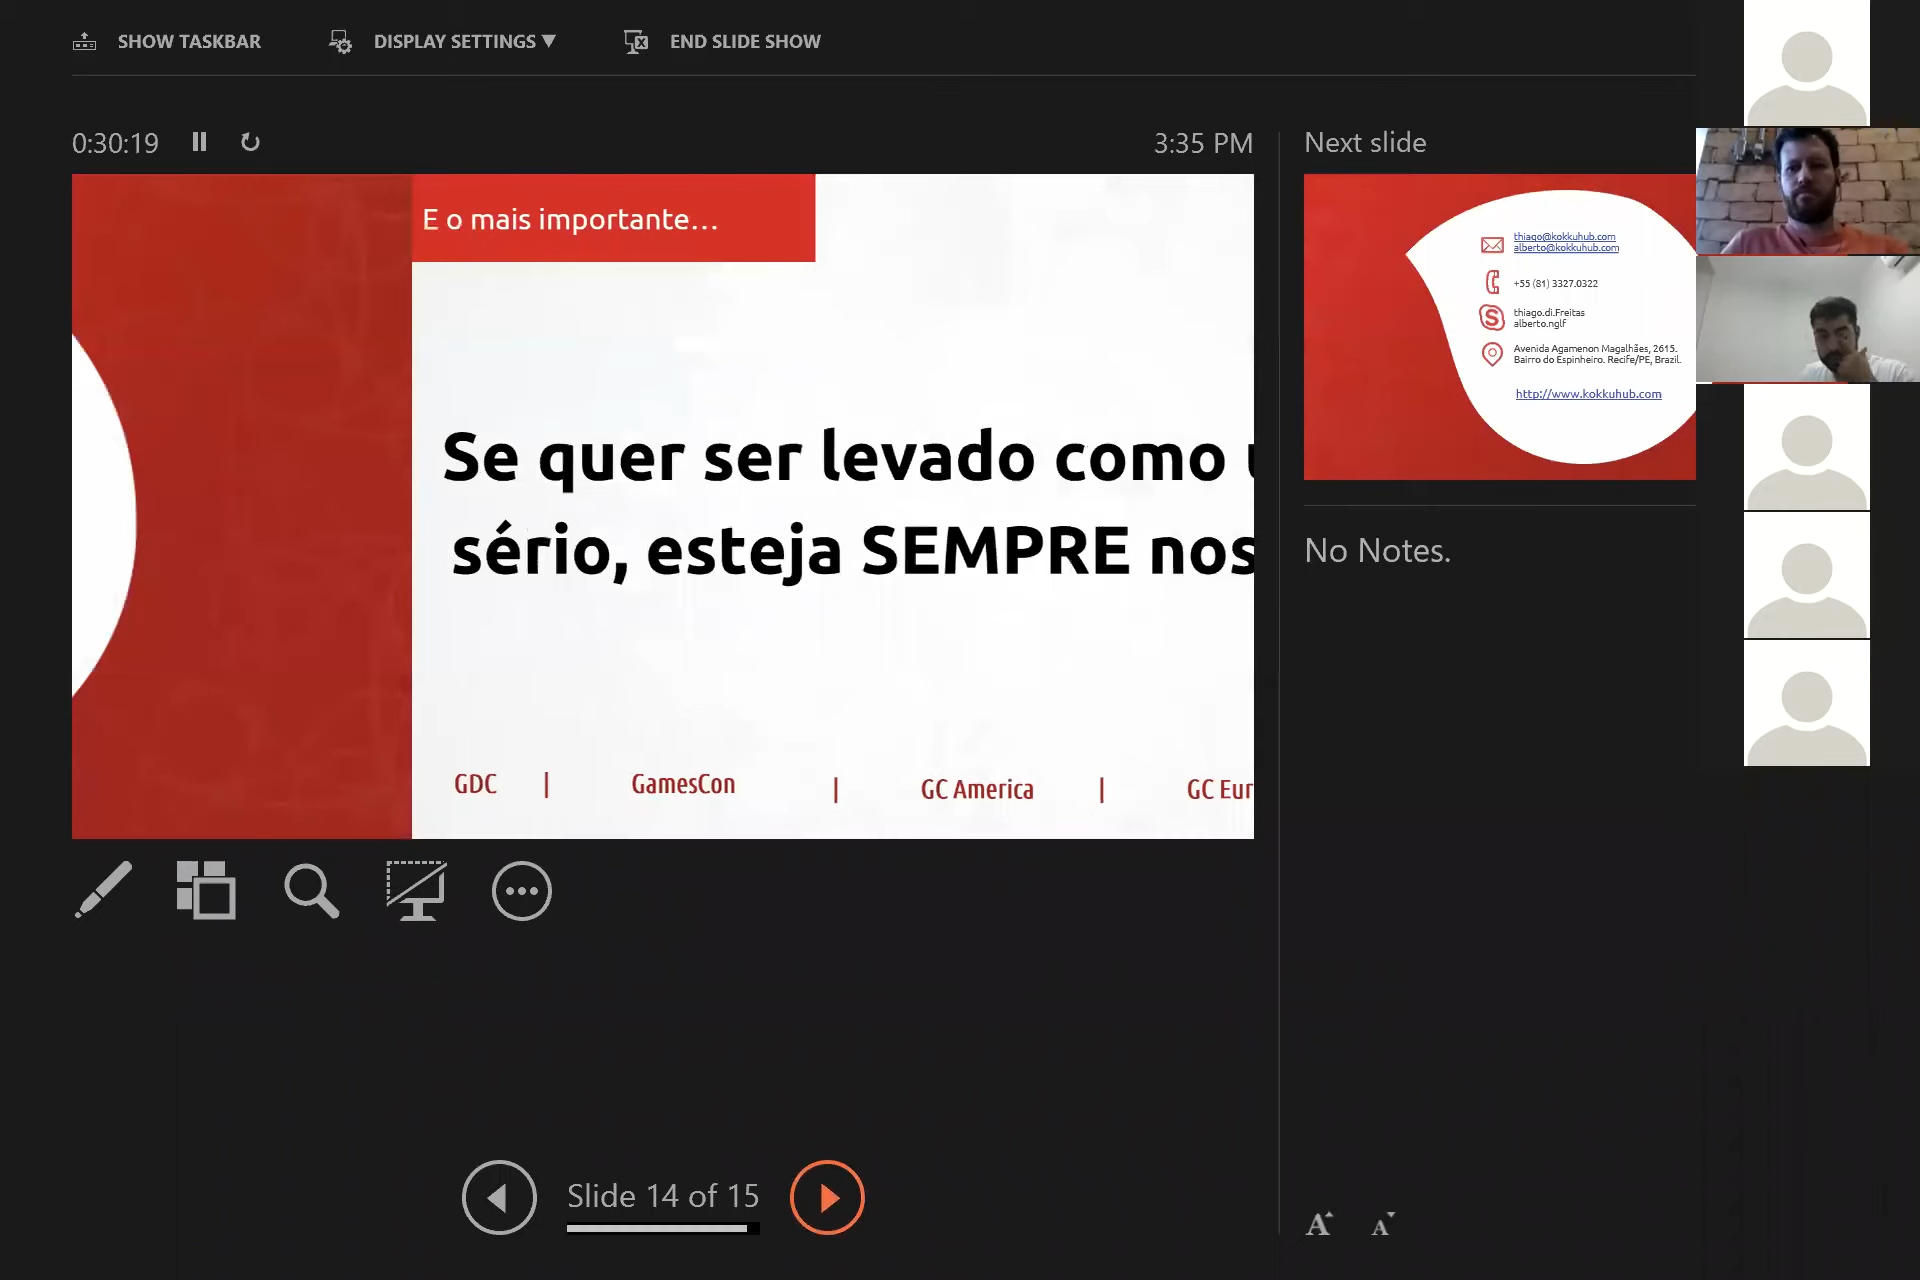 SHOW TASKBAR
DISPLAY SETTINGS ▼
END SLIDE SHOW
0:30:19
3:35 PM
E o mais importante...
Se quer ser levado como
sério, esteja SEMPRE nos
GDC | GamesCon | GC America | GC Eur
Next slide
thiago@kokkuhub.com
alberto@kokkuhub.com
+55 (81) 3327.0322
thiago.di.Freitas
alberto.nglf
Avenida Agamenon Magalhães, 2615.
Bairro do Espinheiro. Recife/PE, Brazil.
http://www.kokkuhub.com
No Notes.
Slide 14 of 15
A A